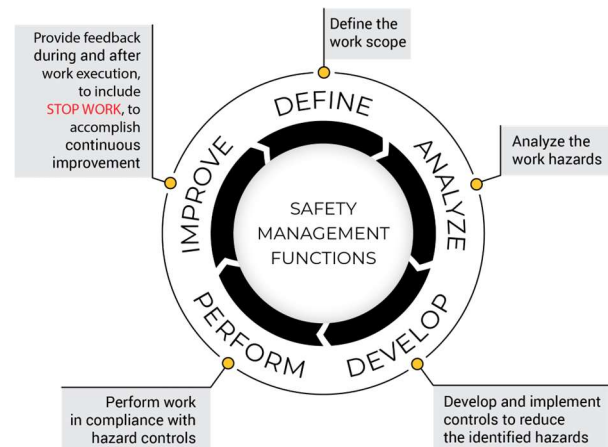 Define the
work scope
Provide feedback
during and after
work execution,
to include
STOP WORK, to
accomplish
continuous
improvement
DEFINE
ANALYZE
Analyze the
work hazards
IMPROVE
SAFETY
MANAGEMENT
FUNCTIONS
PERFORM
DEVELOP
Perform work
in compliance with
hazard controls
Develop and implement
controls to reduce
the identified hazards